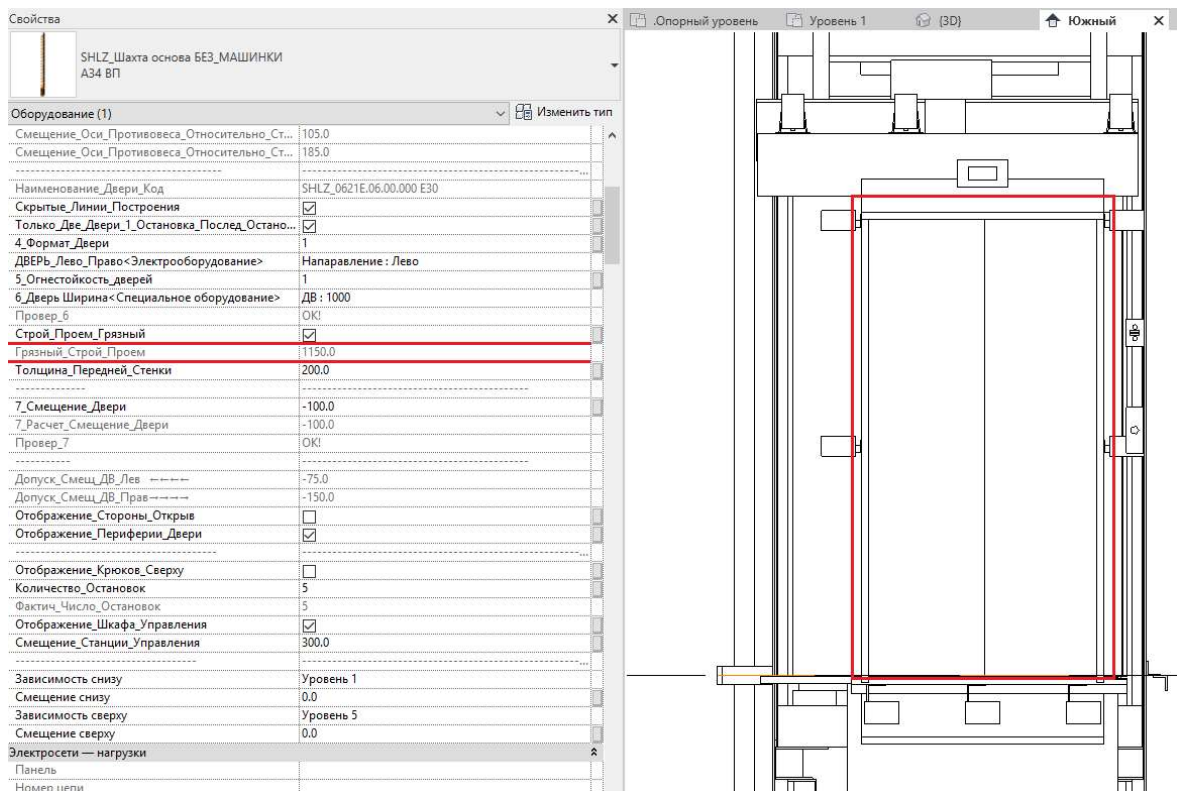 Свойства
SHLZ_Шахта основа БЕЗ_МАШИНКИ
А34 ВП
Оборудование (1)
Изменить тип
Смещение_Оси_Противовеса_Относительно_Ст... 105.0
Смещение_Оси_Противовеса_Относительно_Ст... 185.0
Наименование_Двери_Код SHLZ_0621E.06.00.000 E30
Скрытые_Линии_Построения
Только_Две_Двери_1_Остановка_Послед_Остано...
4_Формат_Двери 1
ДВЕРЬ_Лево_Право<Электрооборудование> Напаравление : Лево
5_Огнестойкость_дверей 1
6_Дверь Ширина<Специальное оборудование> ДВ : 1000
Провер_6 OK!
Строй_Проем_Грязный
Грязный_Строй_Проем 1150.0
Толщина_Передней_Стенки 200.0
7_Смещение_Двери -100.0
7_Расчет_Смещение_Двери -100.0
Провер_7 OK!
Допуск_Смещ_ДВ_Лев ←←←←
-75.0
Допуск_Смещ_ДВ_Прав→→→→
-150.0
Отображение_Стороны_Открыв
Отображение_Периферии_Двери
Отображение_Крюков_Сверху
Количество_Остановок 5
Фактич_Число_Остановок 5
Отображение_Шкафа_Управления
Смещение_Станции_Управления 300.0
Зависимость снизу Уровень 1
Смещение снизу 0.0
Зависимость сверху Уровень 5
Смещение сверху 0.0
Электросети — нагрузки
Панель
Номер цепи
.Опорный уровень
Уровень 1
{3D}
Южный